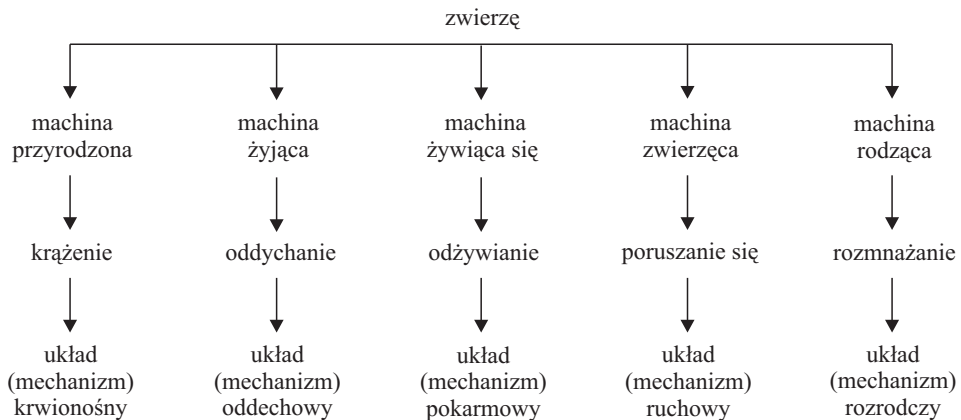 zwierzę
machina
przyrodzona
machina
żyjąca
machina
żywiąca się
machina
zwierzęca
machina
rodząca
krążenie
oddychanie
odżywianie
poruszanie się
rozmnażanie
układ
(mechanizm)
krwionośny
układ
(mechanizm)
oddechowy
układ
(mechanizm)
pokarmowy
układ
(mechanizm)
ruchowy
układ
(mechanizm)
rozrodczy